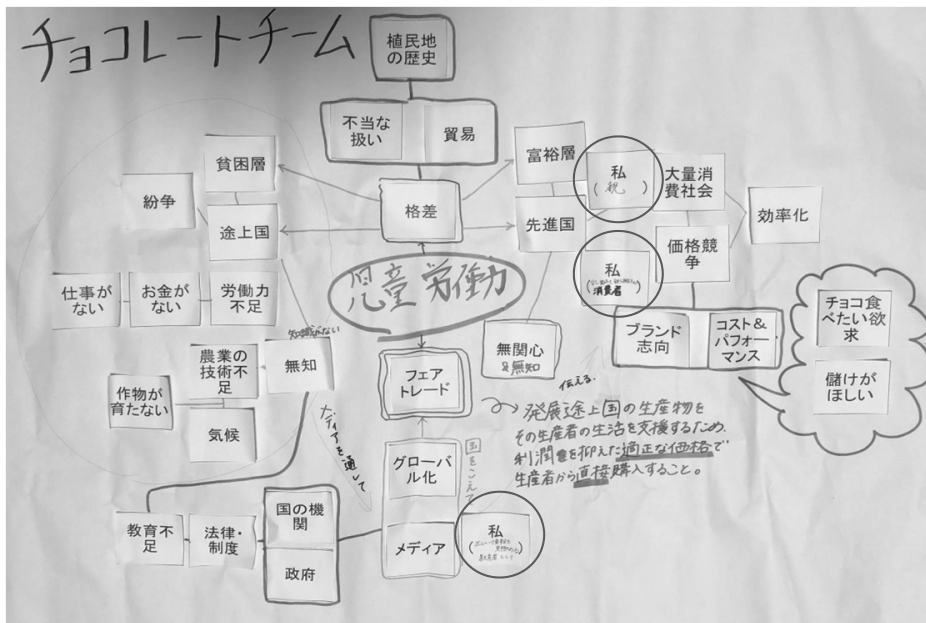 チョコレートチーム
植民地
の歴史
不当な
扱い
貿易
貧困層
富裕層
私
(親)
大量消
費社会
紛争
格差
効率化
途上国
先進国
価格競
争
私
消費者
児童労働力
仕事が
ない
お金が
ない
労働力
不足
知識がない
チョコ食
べたい欲
求
ブランド
志向
コスト&
パフォー
マンス
無関心
&無知
農業の
技術不
足
無知
フェア
トレード
作物が
育たない
儲けが
ほしい
気候
伝える。
発展途上国の生産物を
その生産者の生活を支援するため、
利潤を抑えた適正な価格で
生産者から直接購入すること。
メディアを通して
グローバ
ル化
国をこえて
国の機
関
教育不
足
法律・
制度
政府
メディア
私